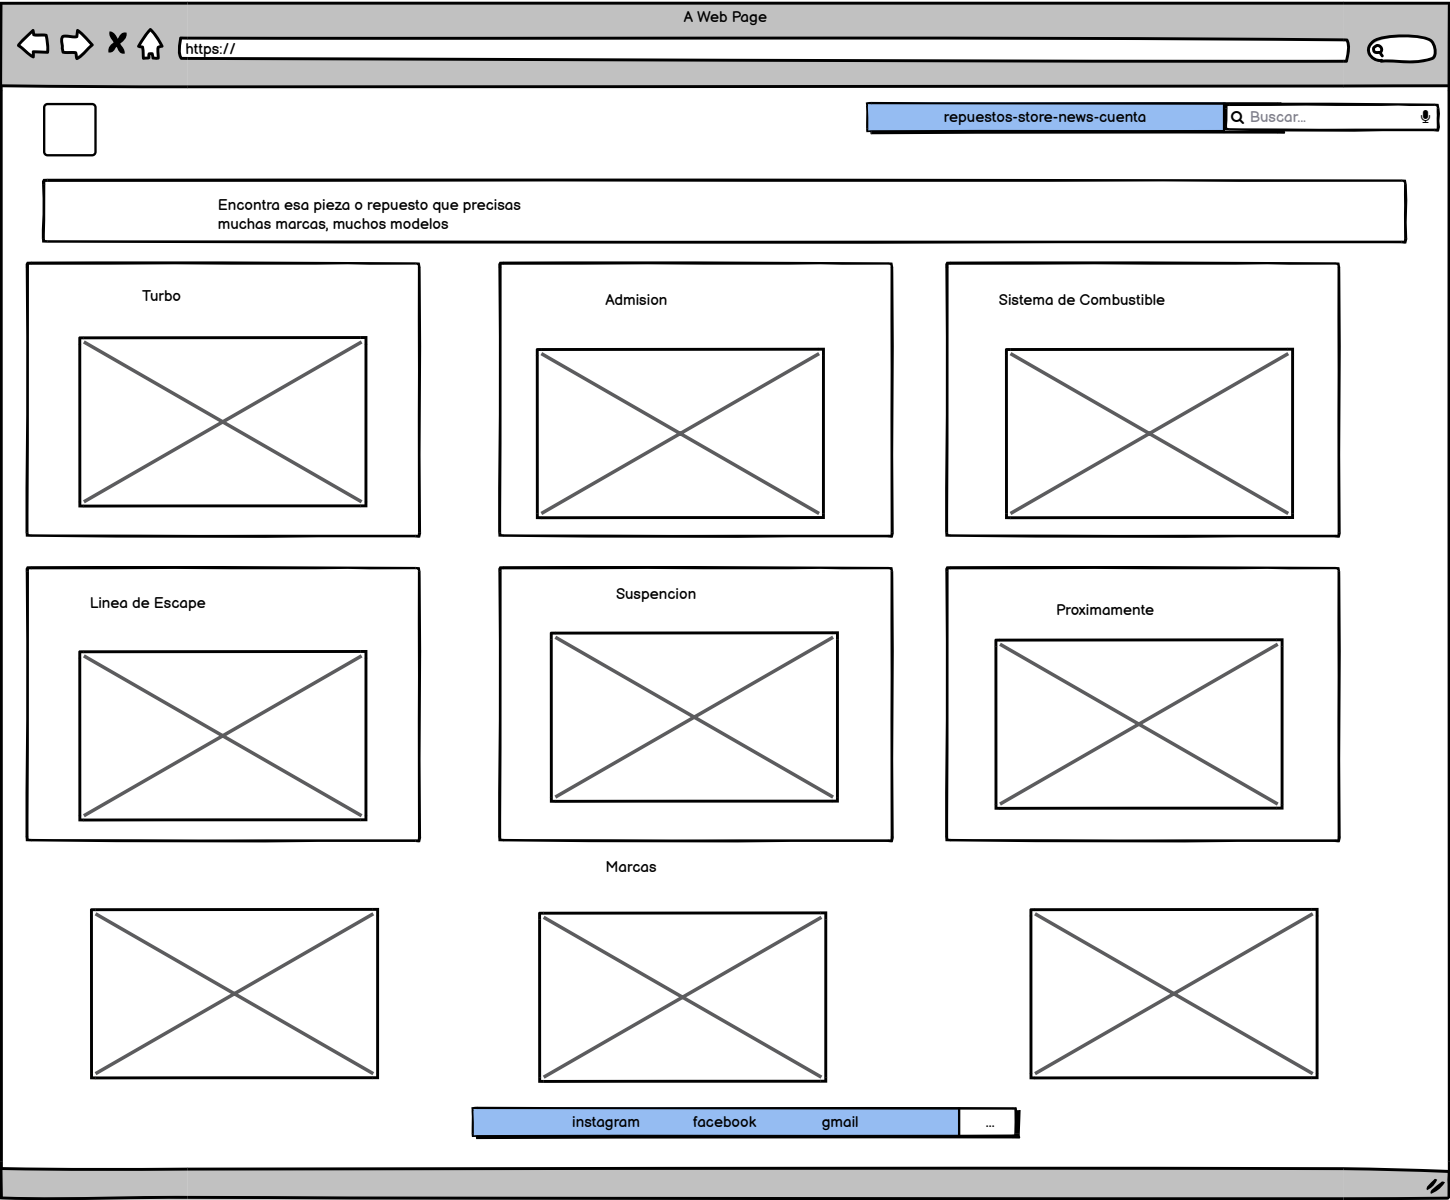 A Web Page
https://
repuestos-store-news-cuenta
Buscar...
Encontra esa pieza o repuesto que precisas
muchas marcas, muchos modelos
Turbo
Admision
Sistema de Combustible
Linea de Escape
Suspencion
Proximamente
Marcas
instagram facebook gmail ...